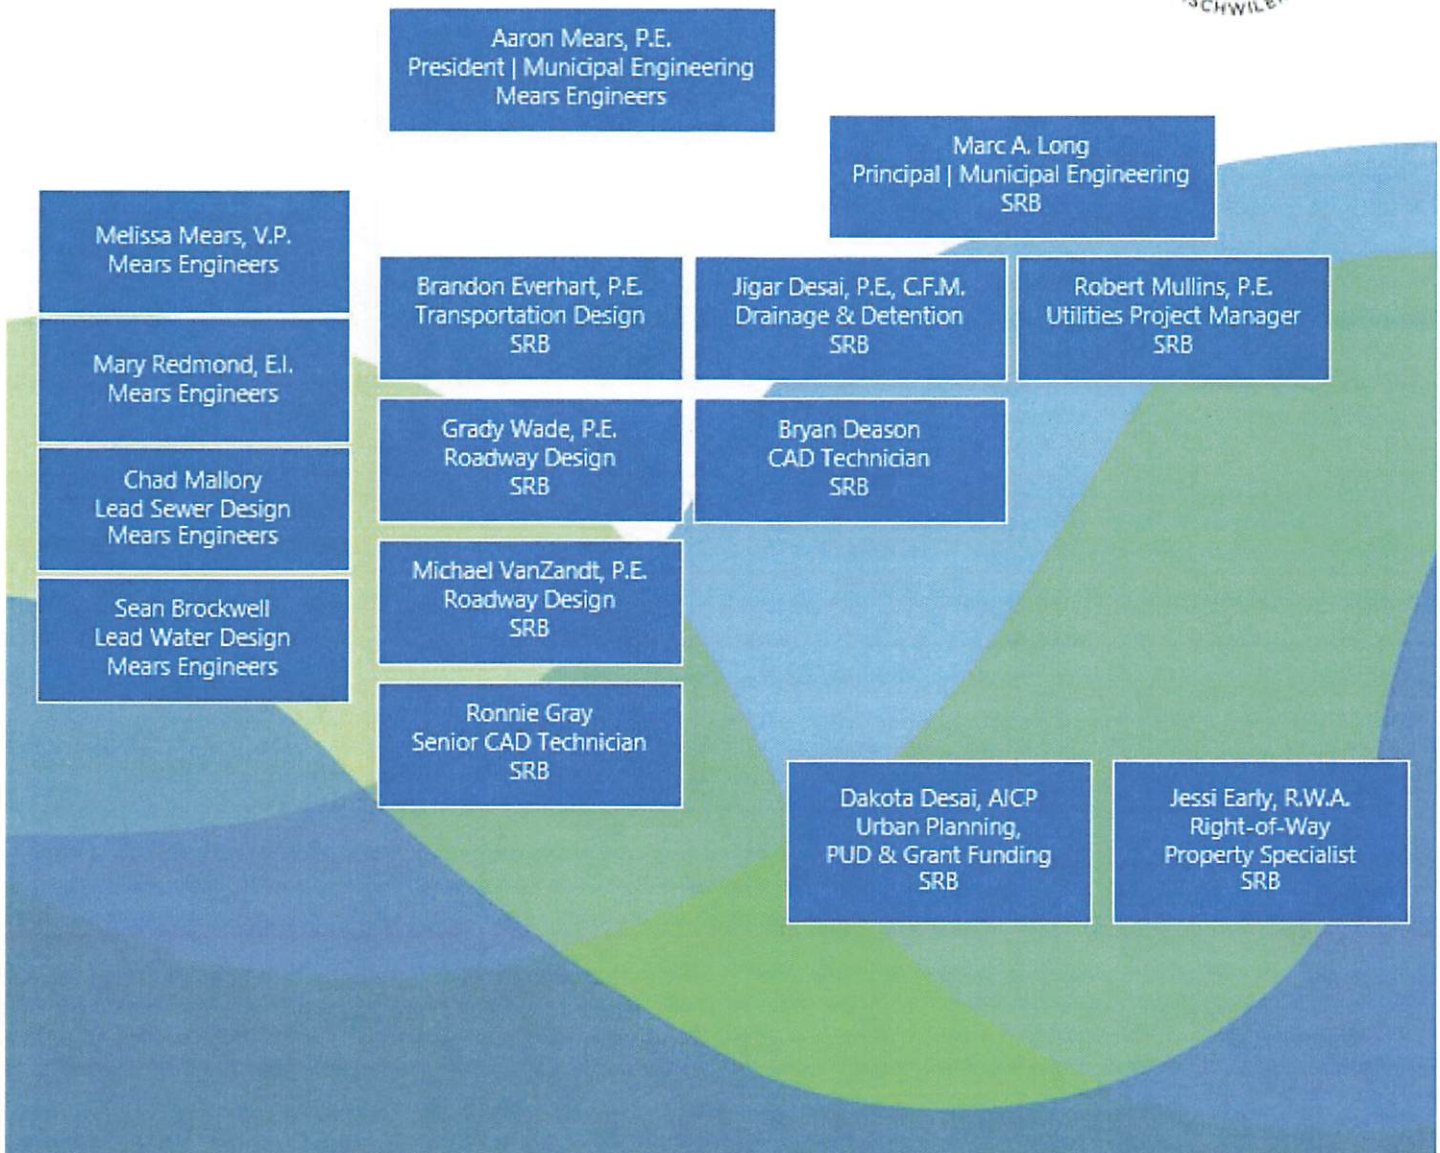 SCHWILE
Aaron Mears, P.E.
President | Municipal Engineering
Mears Engineers
Marc A. Long
Principal | Municipal Engineering
SRB
Melissa Mears, V.P.
Mears Engineers
Mary Redmond, E.I.
Mears Engineers
Chad Mallory
Lead Sewer Design
Mears Engineers
Sean Brockwell
Lead Water Design
Mears Engineers
Brandon Everhart, P.E.
Transportation Design
SRB
Grady Wade, P.E.
Roadway Design
SRB
Michael VanZandt, P.E.
Roadway Design
SRB
Ronnie Gray
Senior CAD Technician
SRB
Jigar Desai, P.E., C.F.M.
Drainage & Detention
SRB
Bryan Deason
CAD Technician
SRB
Robert Mullins, P.E.
Utilities Project Manager
SRB
Dakota Desai, AICP
Urban Planning,
PUD & Grant Funding
SRB
Jessi Early, R.W.A.
Right-of-Way
Property Specialist
SRB